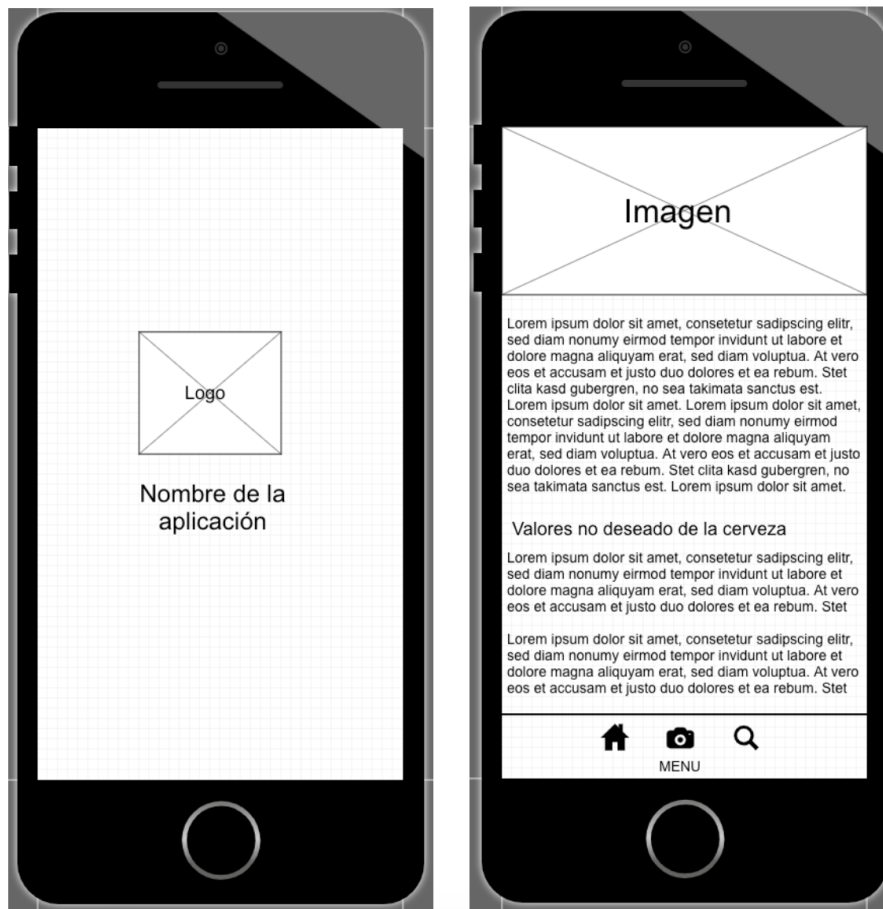 Logo
Nombre de la
aplicación
Imagen
Lorem ipsum dolor sit amet, consetetur sadipscing elitr,
sed diam nonumy eirmod tempor invidunt ut labore et
dolore magna aliquyam erat, sed diam voluptua. At vero
eos et accusam et justo duo dolores et ea rebum. Stet
clita kasd gubergren, no sea takimata sanctus est.
Lorem ipsum dolor sit amet. Lorem ipsum dolor sit amet,
consetetur sadipscing elitr, sed diam nonumy eirmod
tempor invidunt ut labore et dolore magna aliquyam
erat, sed diam voluptua. At vero eos et accusam et justo
duo dolores et ea rebum. Stet clita kasd gubergren, no
sea takimata sanctus est. Lorem ipsum dolor sit amet.
Valores no deseado de la cerveza
Lorem ipsum dolor sit amet, consetetur sadipscing elitr,
sed diam nonumy eirmod tempor invidunt ut labore et
dolore magna aliquyam erat, sed diam voluptua. At vero
eos et accusam et justo duo dolores et ea rebum. Stet
Lorem ipsum dolor sit amet, consetetur sadipscing elitr,
sed diam nonumy eirmod tempor invidunt ut labore et
dolore magna aliquyam erat, sed diam voluptua. At vero
eos et accusam et justo duo dolores et ea rebum. Stet
MENU